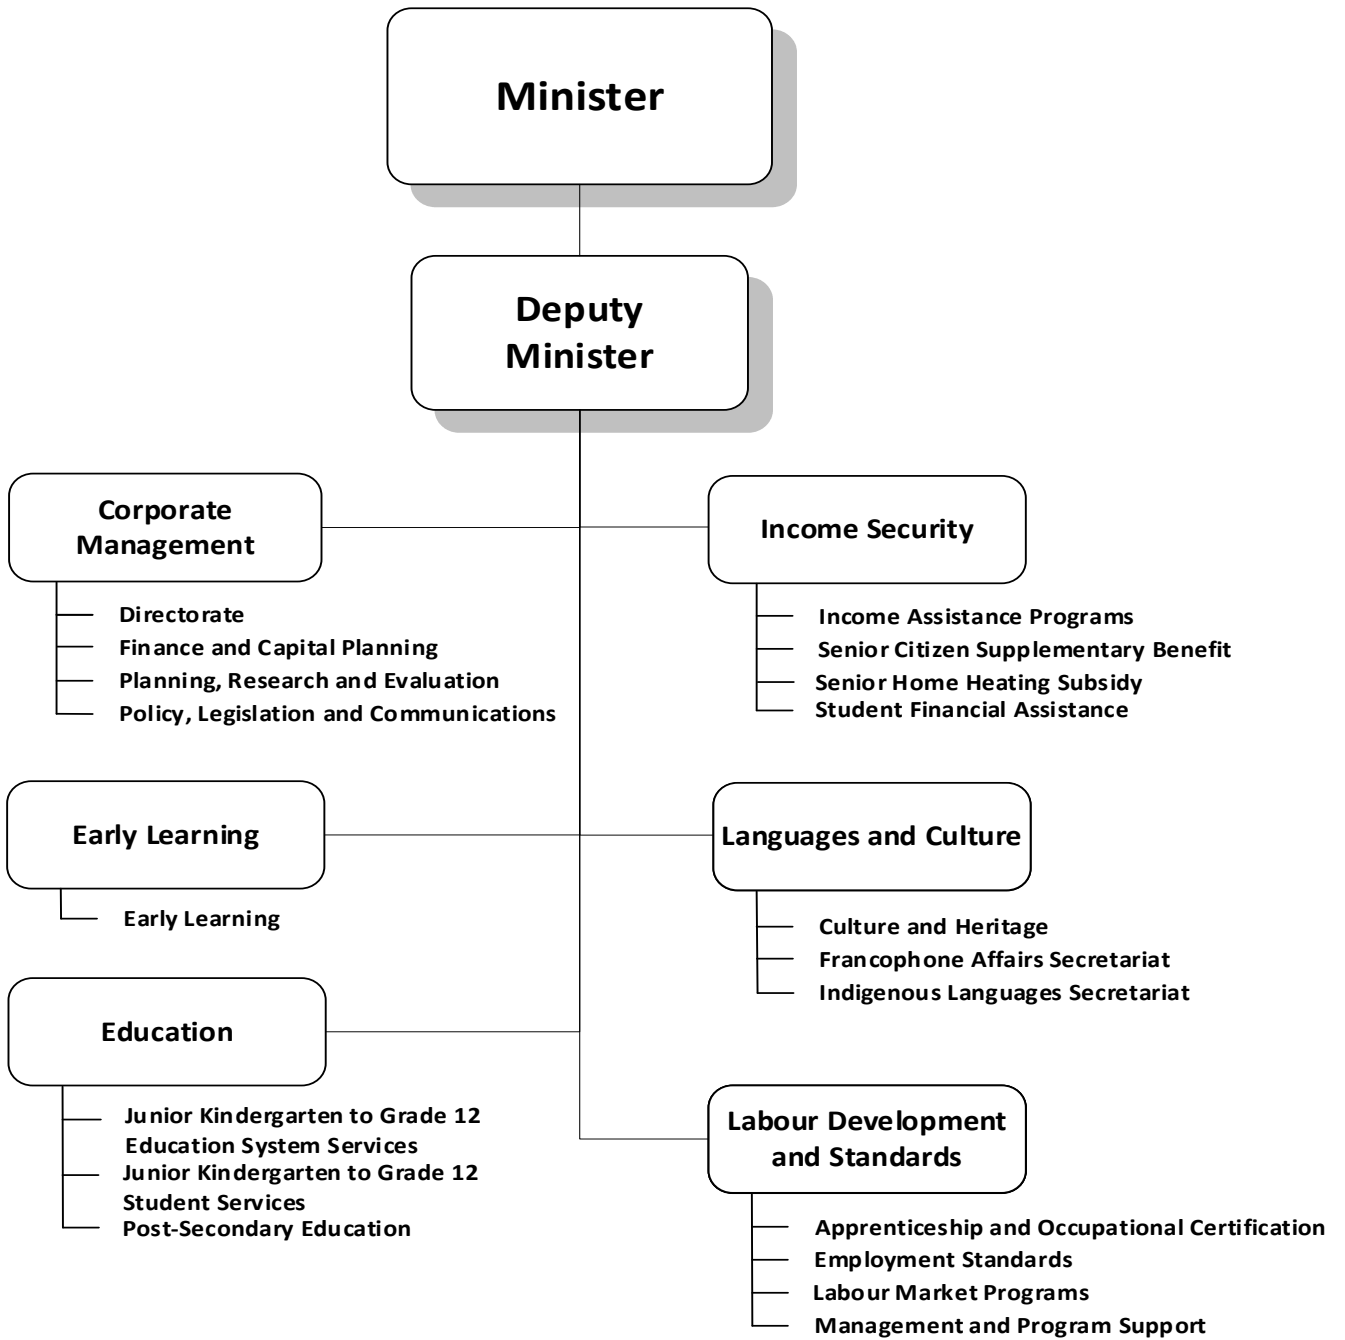 Minister
Deputy
Minister
Corporate
Management
Directorate
Finance and Capital Planning
Planning, Research and Evaluation
Policy, Legislation and Communications
Income Security
Income Assistance Programs
Senior Citizen Supplementary Benefit
Senior Home Heating Subsidy
Student Financial Assistance
Early Learning
Early Learning
Languages and Culture
Culture and Heritage
Francophone Affairs Secretariat
Indigenous Languages Secretariat
Education
Junior Kindergarten to Grade 12
Education System Services
Junior Kindergarten to Grade 12
Student Services
Post-Secondary Education
Labour Development
and Standards
Apprenticeship and Occupational Certification
Employment Standards
Labour Market Programs
Management and Program Support